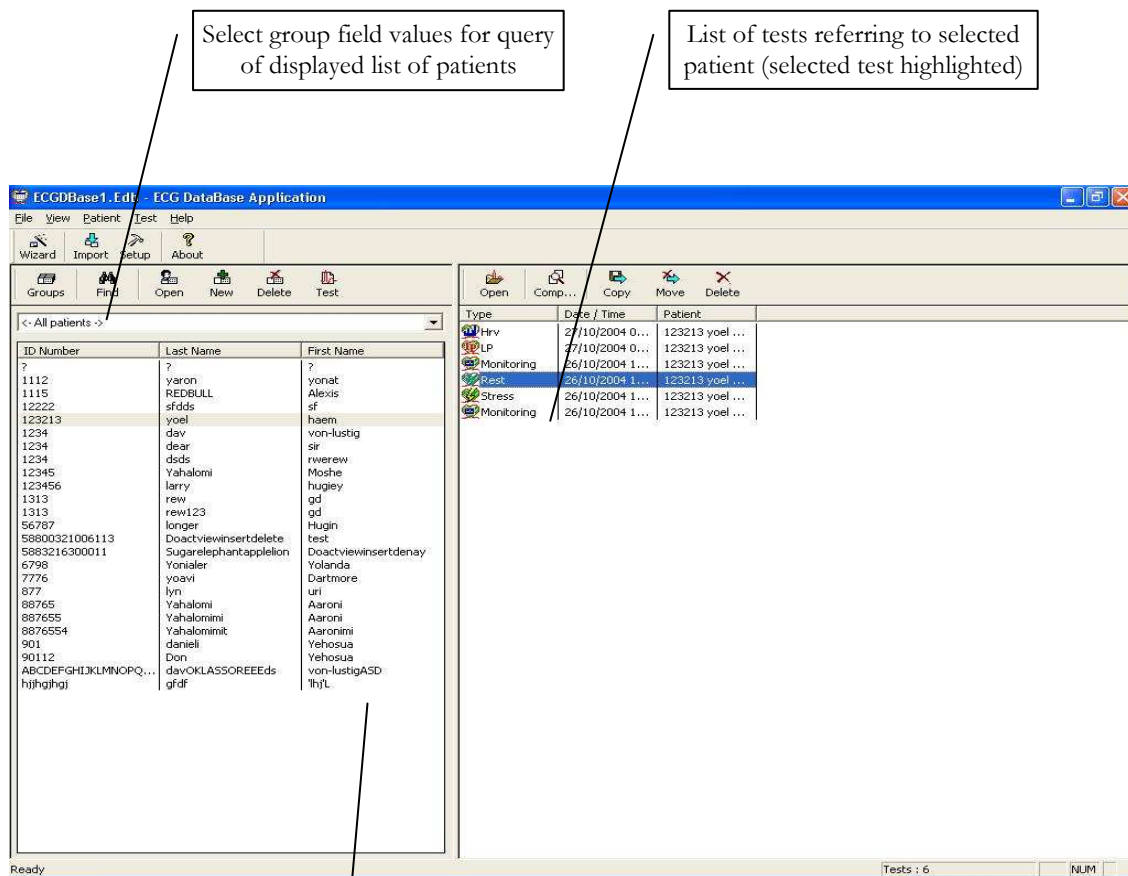 Select group field values for query
of displayed list of patients
List of tests referring to selected
patient (selected test highlighted)
ECGDBase1.Edb - ECG DataBase Application
File View Patient Test Help
Wizard Import Setup About
Groups Find Open New Delete Test
Open Comp... Copy Move Delete
<- All patients ->
Type Date / Time Patient
Hrv 27/10/2004 0... 123213 yoel ...
LP 27/10/2004 0... 123213 yoel ...
Monitoring 26/10/2004 1... 123213 yoel ...
Rest 26/10/2004 1... 123213 yoel ...
Stress 26/10/2004 1... 123213 yoel ...
Monitoring 26/10/2004 1... 123213 yoel ...
ID Number Last Name First Name
? ? ?
1112 yaron yonat
1115 REDBULL Alexis
12222 sfdds sf
123213 yoel haem
1234 dav von-lustig
1234 dear sir
1234 dsds rwerew
12345 Yahalomi Moshe
123456 larry hugiey
1313 rew gd
1313 rew123 gd
56787 longer Hugin
58800321006113 Doactviewinsertdelete test
5883216300011 Sugarelephantapplelion Doactviewinsertdenay
6798 Yonialer Yolanda
7776 yoavi Dartmore
877 lyn uri
88765 Yahalomi Aaroni
887655 Yahalomimi Aaroni
8876554 Yahalomimit Aaronimi
901 danieli Yehosua
90112 Don Yehosua
ABCDEFGHIJKLMNOPQ... davOKLASSOREEEds von-lustigASD
hjjhgjhgj gfdf 'lhj'L
Ready Tests : 6 NUM